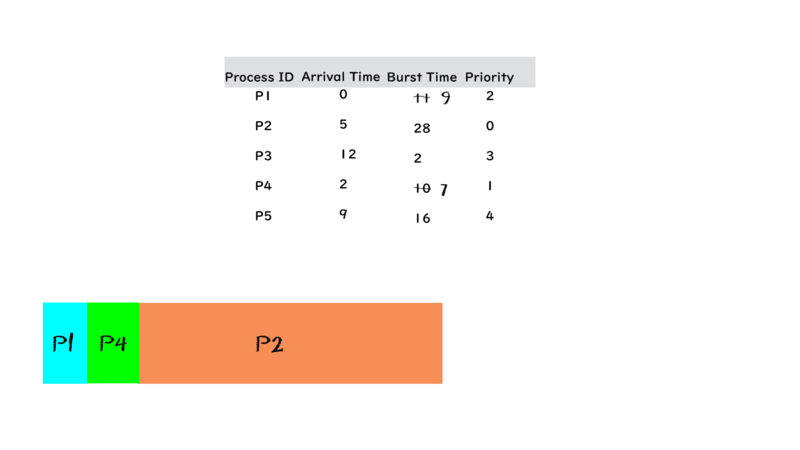 Process ID Arrival Time Burst Time Priority
P1 0 11 9 2
P2 5 28 0
P3 12 2 3
P4 2 10 7 1
P5 9 16 4
P1 P4 P2